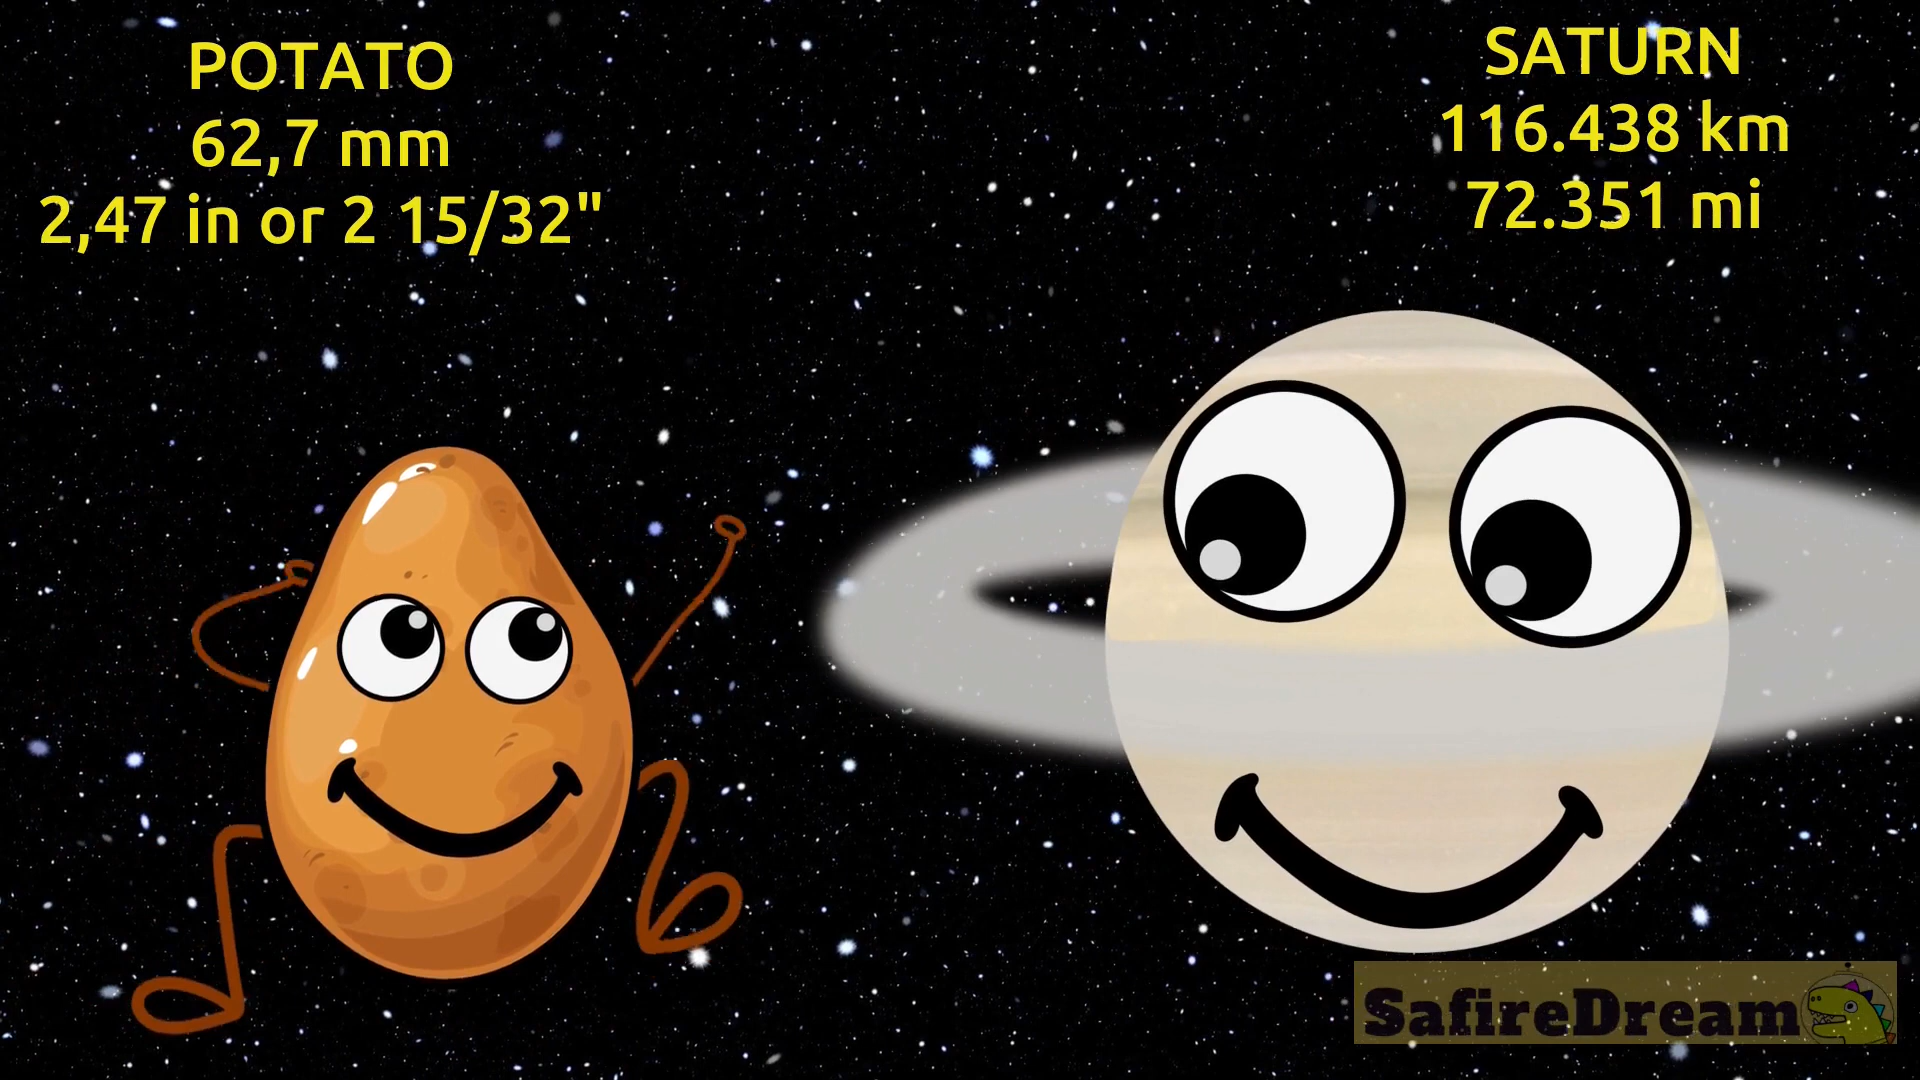 POTATO
62,7 mm
2,47 in or 2 15/32"
SATURN
116.438 km
72.351 mi
SafireDream